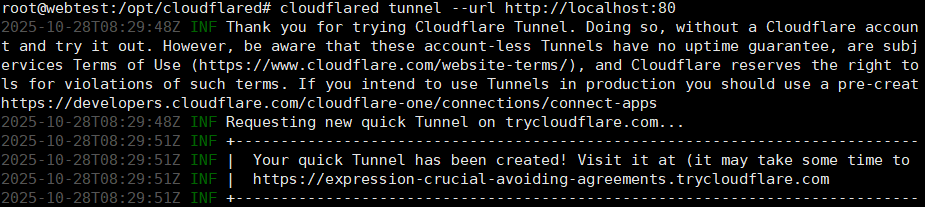 root@webtest:/opt/cloudflared# cloudflared tunnel --url http://localhost:80
2025-10-28T08:29:48Z INF Thank you for trying Cloudflare Tunnel. Doing so, without a Cloudflare accoun
t and try it out. However, be aware that these account-less Tunnels have no uptime guarantee, are subj
ervices Terms of Use (https://www.cloudflare.com/website-terms/), and Cloudflare reserves the right to
ls for violations of such terms. If you intend to use Tunnels in production you should use a pre-creat
https://developers.cloudflare.com/cloudflare-one/connections/connect-apps
2025-10-28T08:29:48Z INF Requesting new quick Tunnel on trycloudflare.com...
2025-10-28T08:29:51Z INF +----------------------------------------------------------------------------
2025-10-28T08:29:51Z INF |  Your quick Tunnel has been created! Visit it at (it may take some time to
2025-10-28T08:29:51Z INF |  https://expression-crucial-avoiding-agreements.trycloudflare.com
2025-10-28T08:29:51Z INF +----------------------------------------------------------------------------